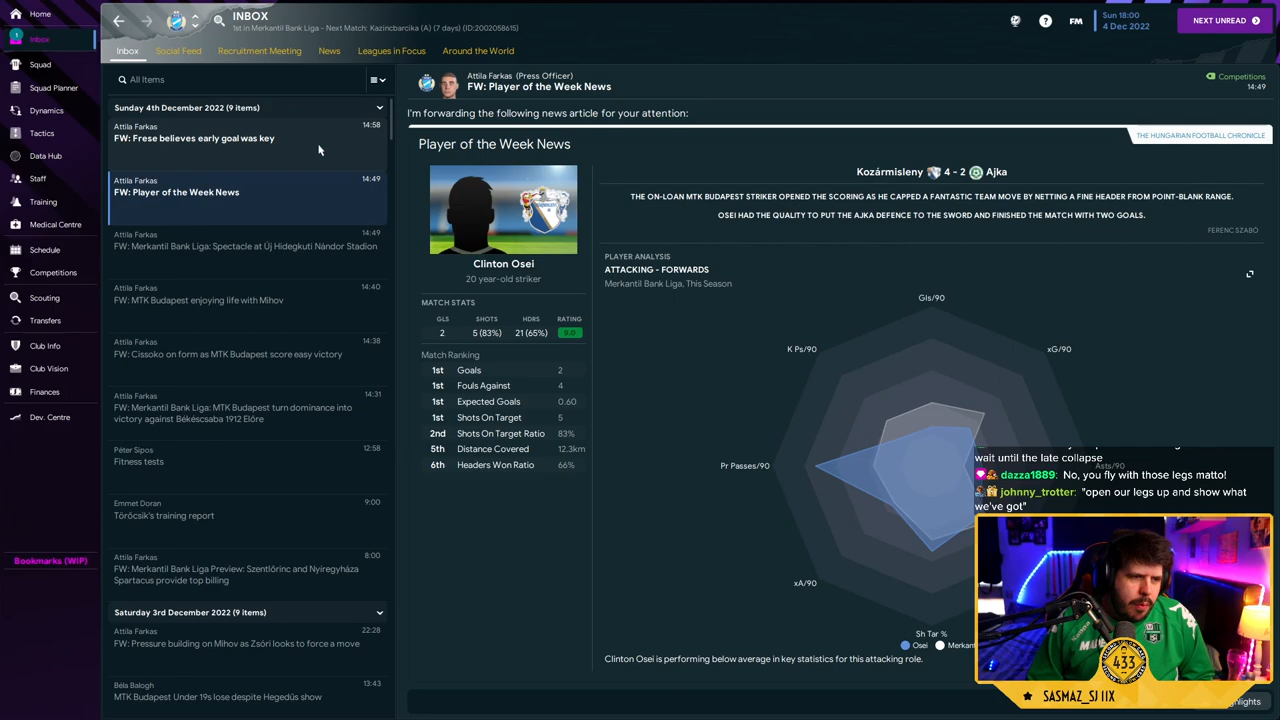 Home
INBOX
1st in Merkantil Bank Liga - Next Match: Kazincbarcika (A) (7 days) (ID:2002058615)
Sun 18:00
4 Dec 2022
FM
NEXT UNREAD
1
Inbox
Squad
Squad Planner
Dynamics
Tactics
Data Hub
Staff
Training
Medical Centre
Schedule
Competitions
Scouting
Transfers
Club Info
Club Vision
Finances
Dev. Centre
Bookmarks (WIP)
Inbox
Social Feed
Recruitment Meeting
News
Leagues in Focus
Around the World
All Items
Sunday 4th December 2022 (9 items)
Attila Farkas
14:58
FW: Frese believes early goal was key
Attila Farkas
14:49
FW: Player of the Week News
Attila Farkas
14:49
FW: Merkantil Bank Liga: Spectacle at Új Hidegkuti Nándor Stadion
Attila Farkas
14:40
FW: MTK Budapest enjoying life with Mihov
Attila Farkas
14:38
FW: Cissoko on form as MTK Budapest score easy victory
Attila Farkas
14:31
FW: Merkantil Bank Liga: MTK Budapest turn dominance into
victory against Békéscsaba 1912 Előre
Péter Sipos
12:58
Fitness tests
Emmet Doran
9:00
Törőcsik's training report
Attila Farkas
8:00
FW: Merkantil Bank Liga Preview: Szentlőrinc and Nyíregyháza
Spartacus provide top billing
Saturday 3rd December 2022 (9 items)
Attila Farkas
22:28
FW: Pressure building on Mihov as Zsóri looks to force a move
Béla Balogh
13:43
MTK Budapest Under 19s lose despite Hegedűs show
Attila Farkas (Press Officer)
FW: Player of the Week News
Competitions
14:49
I'm forwarding the following news article for your attention:
THE HUNGARIAN FOOTBALL CHRONICLE
Player of the Week News
Clinton Osei
20 year-old striker
MATCH STATS
GLS SHOTS HDRS RATING
2 5 (83%) 21 (65%) 9.0
Match Ranking
1st Goals 2
1st Fouls Against 4
1st Expected Goals 0.60
1st Shots On Target 5
2nd Shots On Target Ratio 83%
5th Distance Covered 12.3km
6th Headers Won Ratio 66%
Kozármisleny 4 - 2 Ajka
THE ON-LOAN MTK BUDAPEST STRIKER OPENED THE SCORING AS HE CAPPED A FANTASTIC TEAM MOVE BY NETTING A FINE HEADER FROM POINT-BLANK RANGE.
OSEI HAD THE QUALITY TO PUT THE AJKA DEFENCE TO THE SWORD AND FINISHED THE MATCH WITH TWO GOALS.
FERENC SZABÓ
PLAYER ANALYSIS
ATTACKING - FORWARDS
Merkantil Bank Liga, This Season
Gls/90
K Ps/90
xG/90
Pr Passes/90
Asts/90
xA/90
Sh Tar %
Osei
Merkan
Clinton Osei is performing below average in key statistics for this attacking role.
wait until the late collapse
dazza1889: No, you fly with those legs matto!
johnny_trotter: "open our legs up and show what
we've got"
433
SASMAZ_SJ11X
hlights